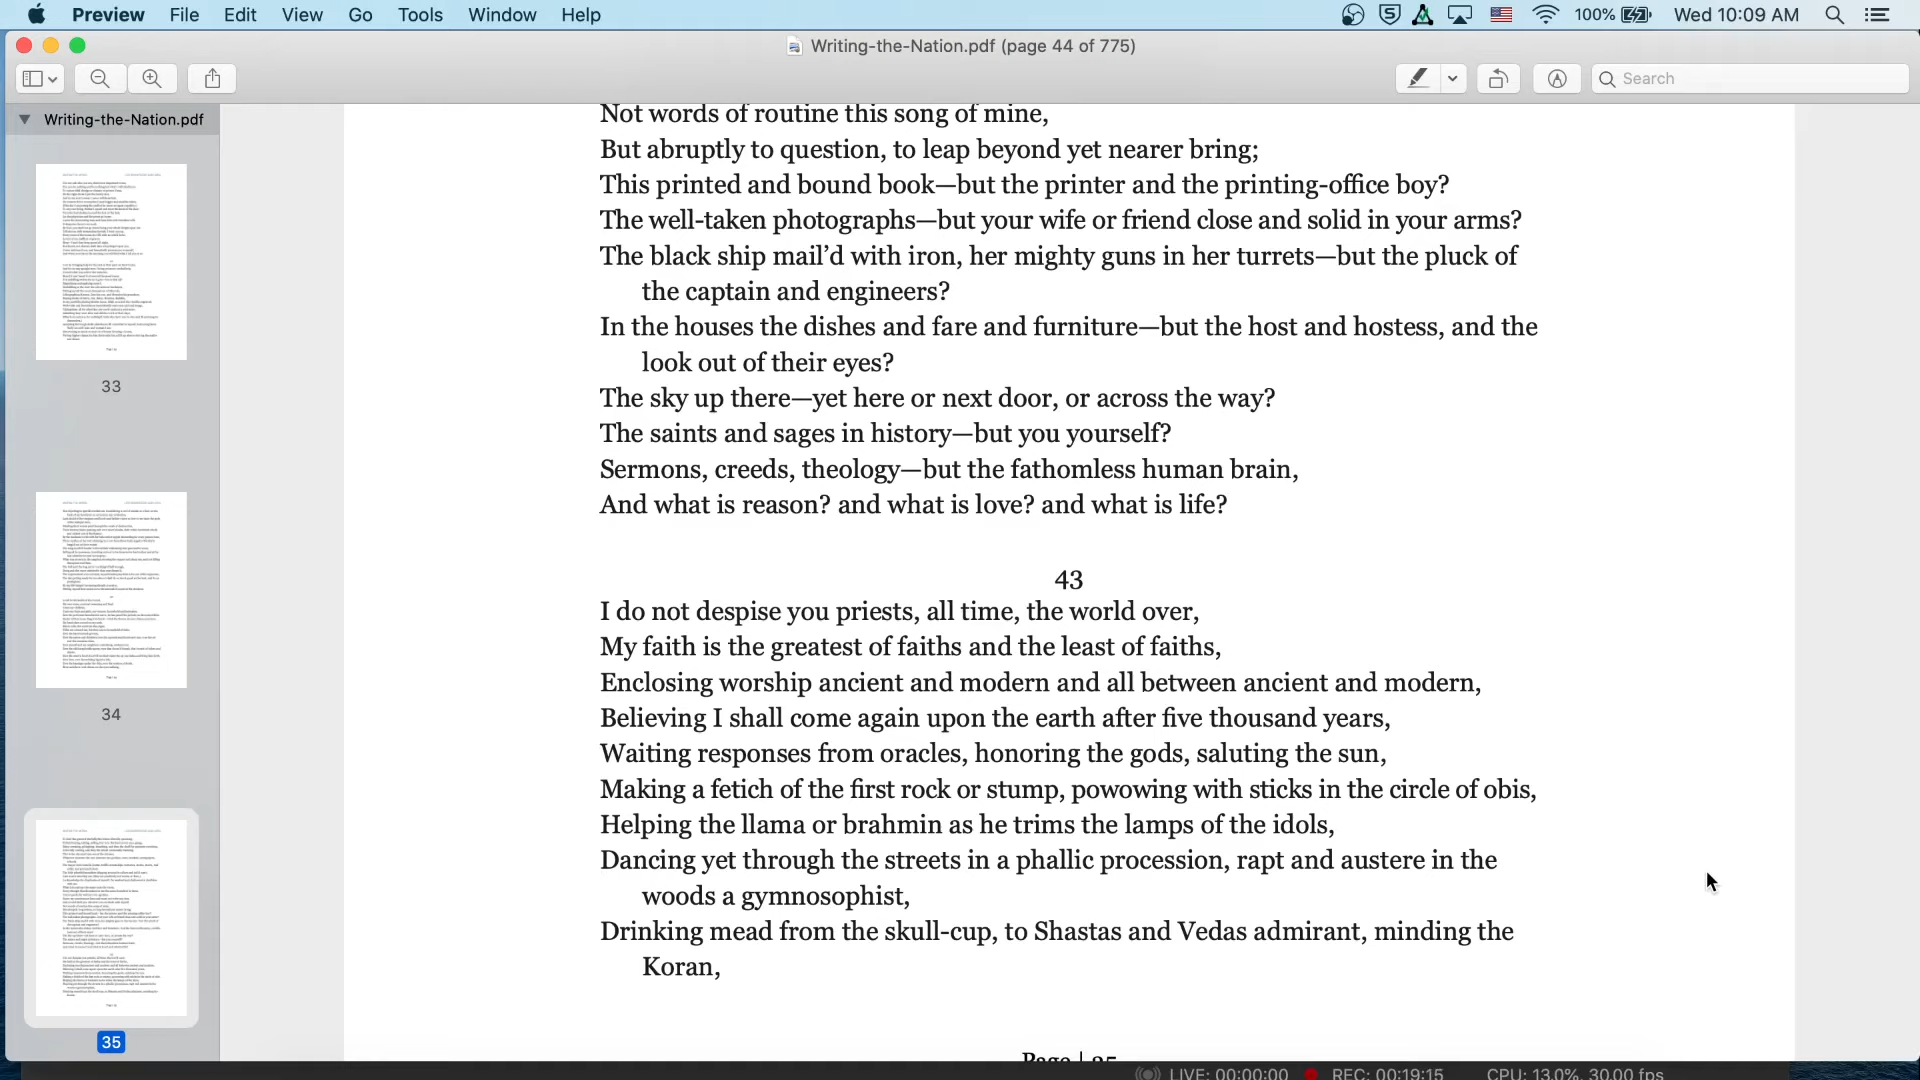 Preview File Edit View Go Tools Window Help 100% Wed 10:09 AM
Writing-the-Nation.pdf (page 44 of 775)
Search
Writing-the-Nation.pdf
33
34
35
Not words of routine this song of mine,
But abruptly to question, to leap beyond yet nearer bring;
This printed and bound book—but the printer and the printing-office boy?
The well-taken photographs—but your wife or friend close and solid in your arms?
The black ship mail’d with iron, her mighty guns in her turrets—but the pluck of
the captain and engineers?
In the houses the dishes and fare and furniture—but the host and hostess, and the
look out of their eyes?
The sky up there—yet here or next door, or across the way?
The saints and sages in history—but you yourself?
Sermons, creeds, theology—but the fathomless human brain,
And what is reason? and what is love? and what is life?
43
I do not despise you priests, all time, the world over,
My faith is the greatest of faiths and the least of faiths,
Enclosing worship ancient and modern and all between ancient and modern,
Believing I shall come again upon the earth after five thousand years,
Waiting responses from oracles, honoring the gods, saluting the sun,
Making a fetich of the first rock or stump, powowing with sticks in the circle of obis,
Helping the llama or brahmin as he trims the lamps of the idols,
Dancing yet through the streets in a phallic procession, rapt and austere in the
woods a gymnosophist,
Drinking mead from the skull-cup, to Shastas and Vedas admirant, minding the
Koran,
Page | 35
LIVE: 00:00:00 REC: 00:19:15 CPU: 13.0%, 30.00 fps